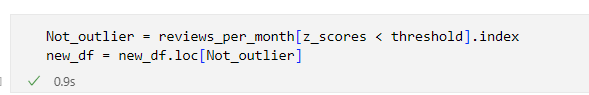 Not_outlier = reviews_per_month[z_scores < threshold].index
new_df = new_df.loc[Not_outlier]
0.9s